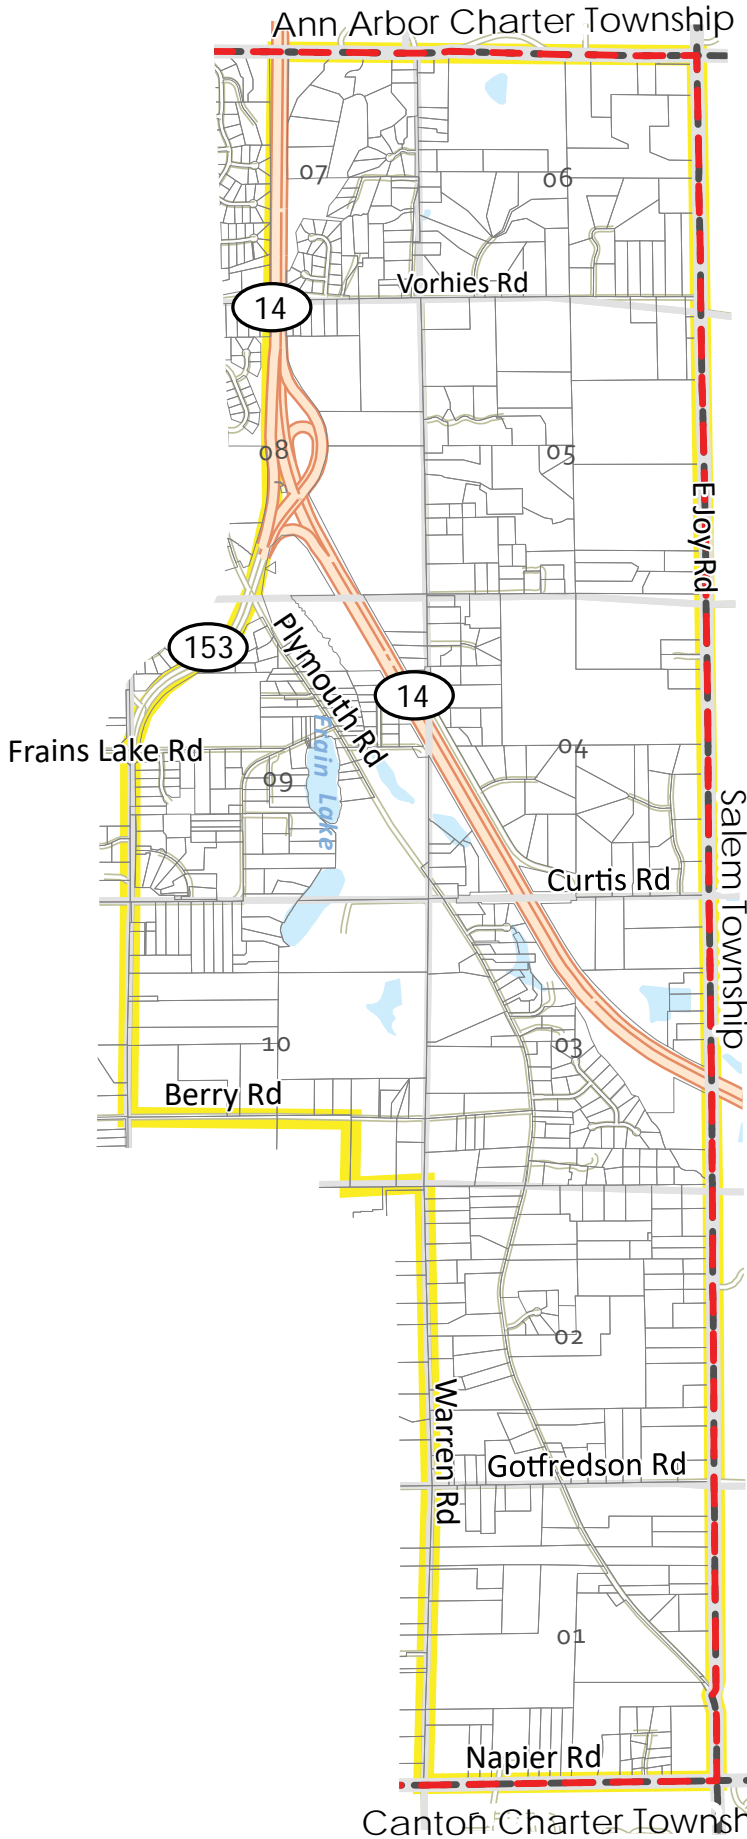 Ann Arbor Charter Township
07
06
Vorhies Rd
14
08
05
E Joy Rd
153
Plymouth Rd
14
Frains Lake Rd
Frain Lake
09
04
Salem Township
Curtis Rd
10
03
Berry Rd
02
Warren Rd
Gotfredson Rd
01
Napier Rd
Canton Charter Townsh